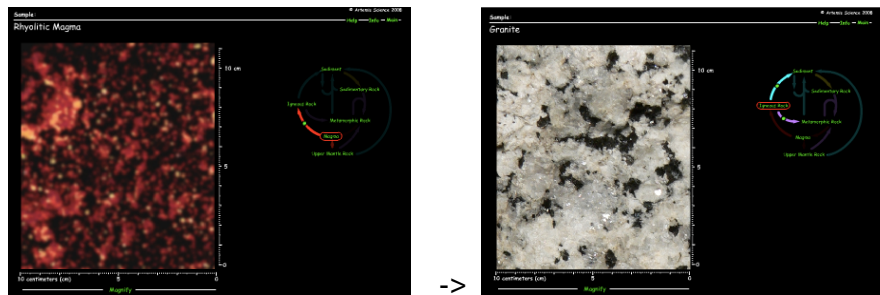 © Artemis Science 2008
Sample:
Help Info Main
Rhyolitic Magma
10 cm
Sediment
Sedimentary Rock
Igneous Rock
Metamorphic Rock
Magma
Upper Mantle Rock
5
0
10 centimeters (cm) 5 0
Magnify
->
© Artemis Science 2008
Sample:
Help Info Main
Granite
10 cm
Sediment
Sedimentary Rock
Igneous Rock
Metamorphic Rock
Magma
Upper Mantle Rock
5
0
10 centimeters (cm) 5 0
Magnify